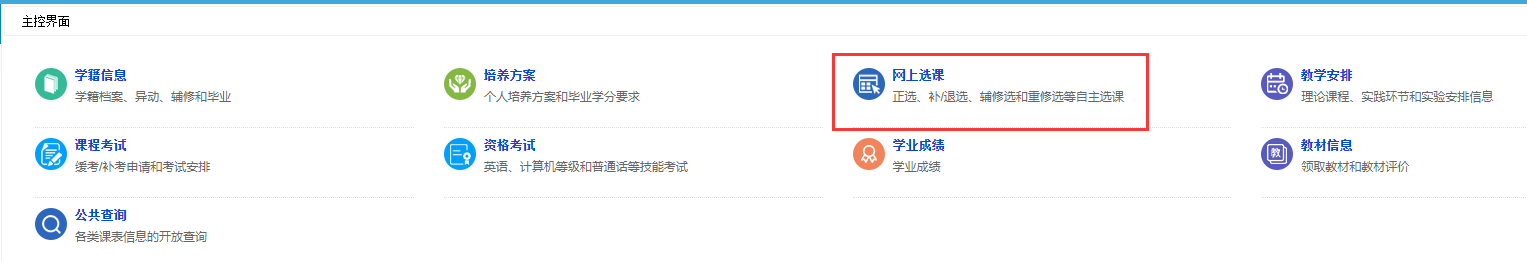 主控界面
学籍信息
学籍档案、异动、辅修和毕业
培养方案
个人培养方案和毕业学分要求
网上选课
正选、补/退选、辅修选和重修选等自主选课
教学安排
理论课程、实践环节和实验安排信息
课程考试
缓考/补考申请和考试安排
资格考试
英语、计算机等级和普通话等技能考试
学业成绩
学业成绩
教
教材信息
领取教材和教材评价
公共查询
各类课表信息的开放查询